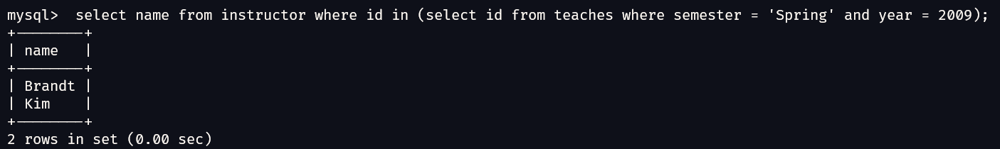 mysql>  select name from instructor where id in (select id from teaches where semester = 'Spring' and year = 2009);
+--------+
| name   |
+--------+
| Brandt |
| Kim    |
+--------+
2 rows in set (0.00 sec)